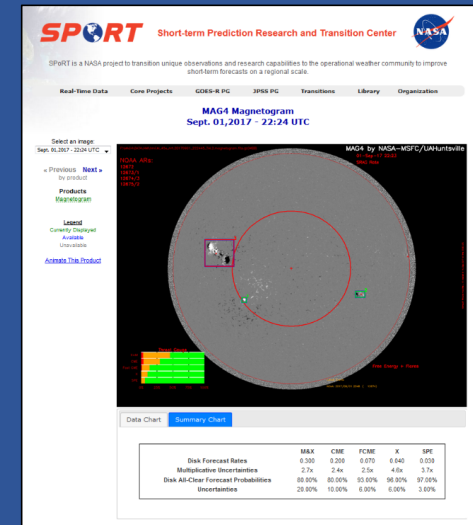 SPORT Short-term Prediction Research and Transition Center NASA
SPoRT is a NASA project to transition unique observations and research capabilities to the operational weather community to improve
short-term forecasts on a regional scale.
Real-Time Data Core Projects GOES-R PG JPSS PG Transitions Library Organization
MAG4 Magnetogram
Sept. 01,2017 - 22:24 UTC
Select an image:
Sept. 01,2017 - 22:24 UTC
« Previous Next »
by product
Products
Magnetogram
Legend
Currently Displayed
Available
Unavailable
Animate This Product
MAG4 by NASA-MSFC/UAHuntsville
NOAA ARs:
Data Chart Summary Chart
M&X CME FCME X SPE
Disk Forecast Rates 0.380 0.260 0.070 0.040 0.030
Multiplicative Uncertainties 2.7x 2.4x 2.5x 4.6x 3.7x
Disk All-Clear Forecast Probabilities 80.00% 80.00% 93.00% 96.00% 97.00%
Uncertainties 20.00% 10.00% 6.00% 6.00% 3.00%